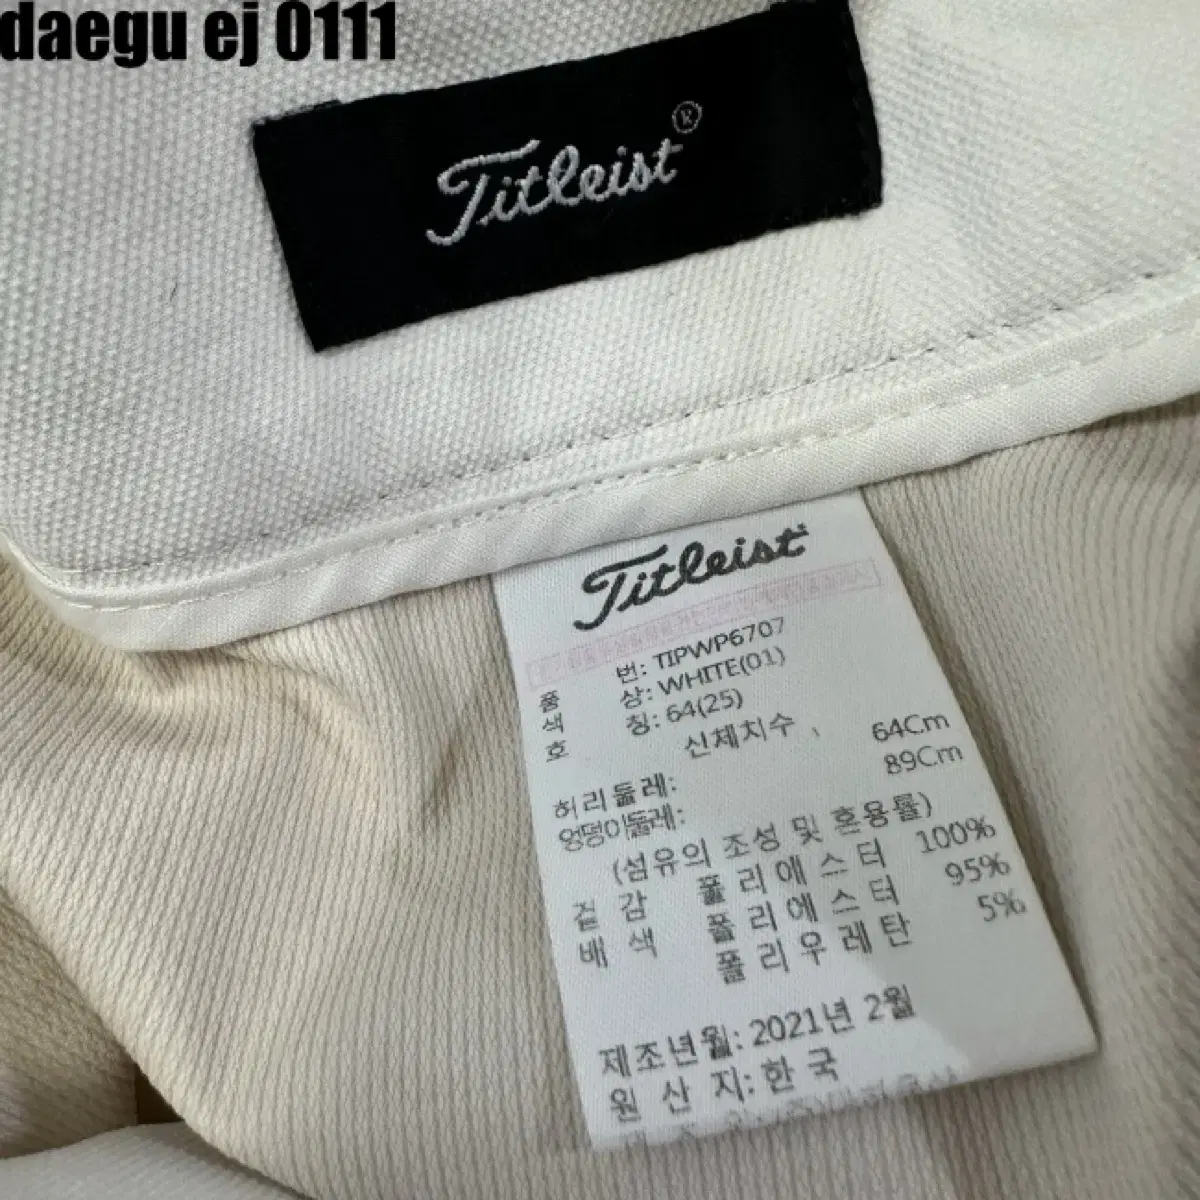 daegu ej 0111
Titleist®
Titleist®
품 번: TIPWP6707
색 상: WHITE(01)
호 칭: 64(25)
신체치수
허리둘레: 64Cm
엉덩이둘레: 89Cm
(섬유의 조성 및 혼용률)
겉 감 폴리에스터 100%
배 색 폴리에스터 95%
폴리우레탄 5%
제조년월: 2021년 2월
원 산 지: 한 국